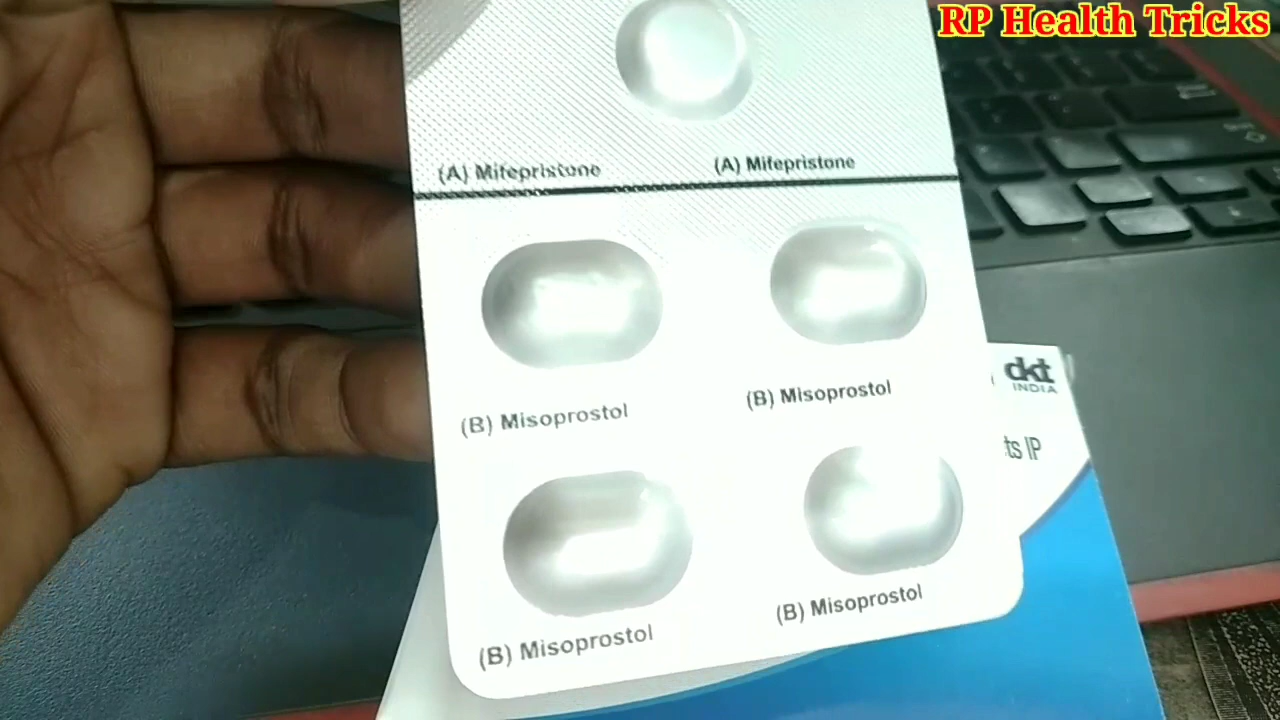 RP Health Tricks
(A) Mifepristone (A) Mifepristone
(B) Misoprostol (B) Misoprostol
(B) Misoprostol (B) Misoprostol
dkt
INDIA
ts IP